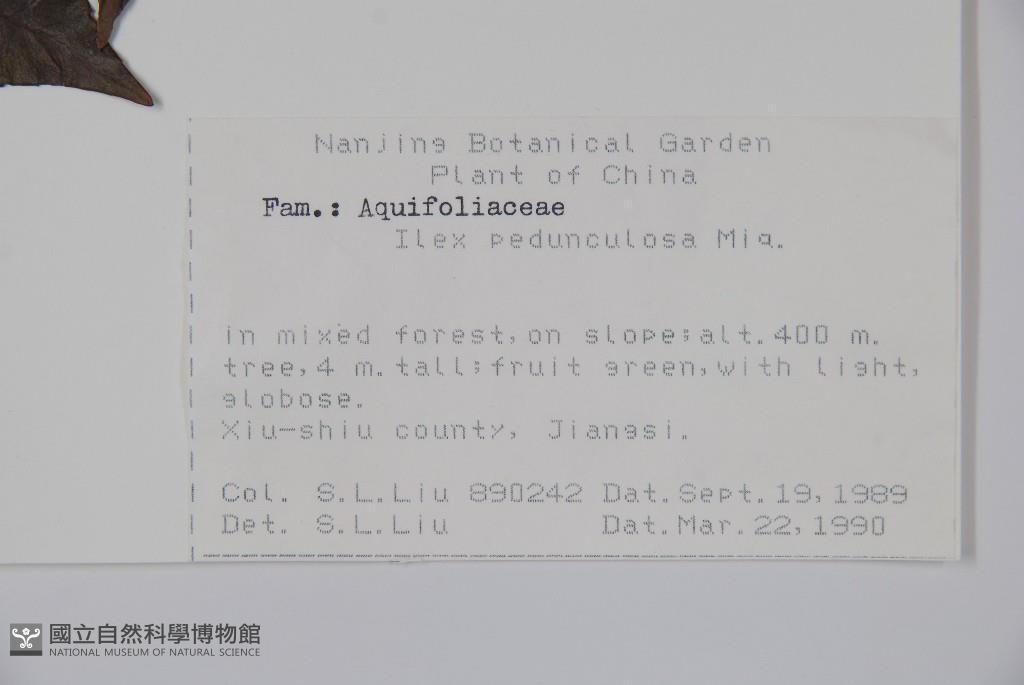 Nanjing Botanical Garden
Plant of China
Fam.: Aquifoliaceae
Ilex pedunculosa Miq.
in mixed forest,on slope;alt.400 m.
tree,4 m.tall;fruit green,with light,
globose.
Xiu-shiu county, Jiangsi.
Col. S.L.Liu 890242 Dat.Sept.19,1989
Det. S.L.Liu Dat.Mar.22,1990
國立自然科學博物館
NATIONAL MUSEUM OF NATURAL SCIENCE